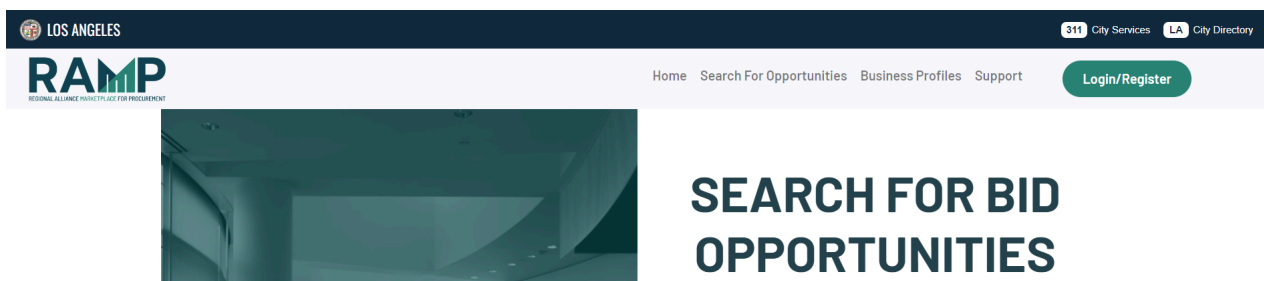 LOS ANGELES
311 City Services LA City Directory
RAMP
REGIONAL ALLIANCE MARKETPLACE FOR PROCUREMENT
Home Search For Opportunities Business Profiles Support Login/Register
SEARCH FOR BID
OPPORTUNITIES